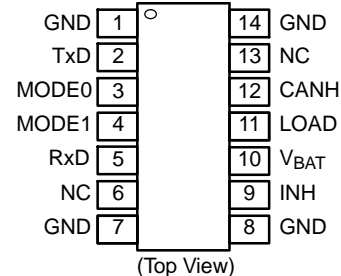 GND 1 14 GND
TxD 2 13 NC
MODE0 3 12 CANH
MODE1 4 11 LOAD
RxD 5 10 VBAT
NC 6 9 INH
GND 7 8 GND
(Top View)